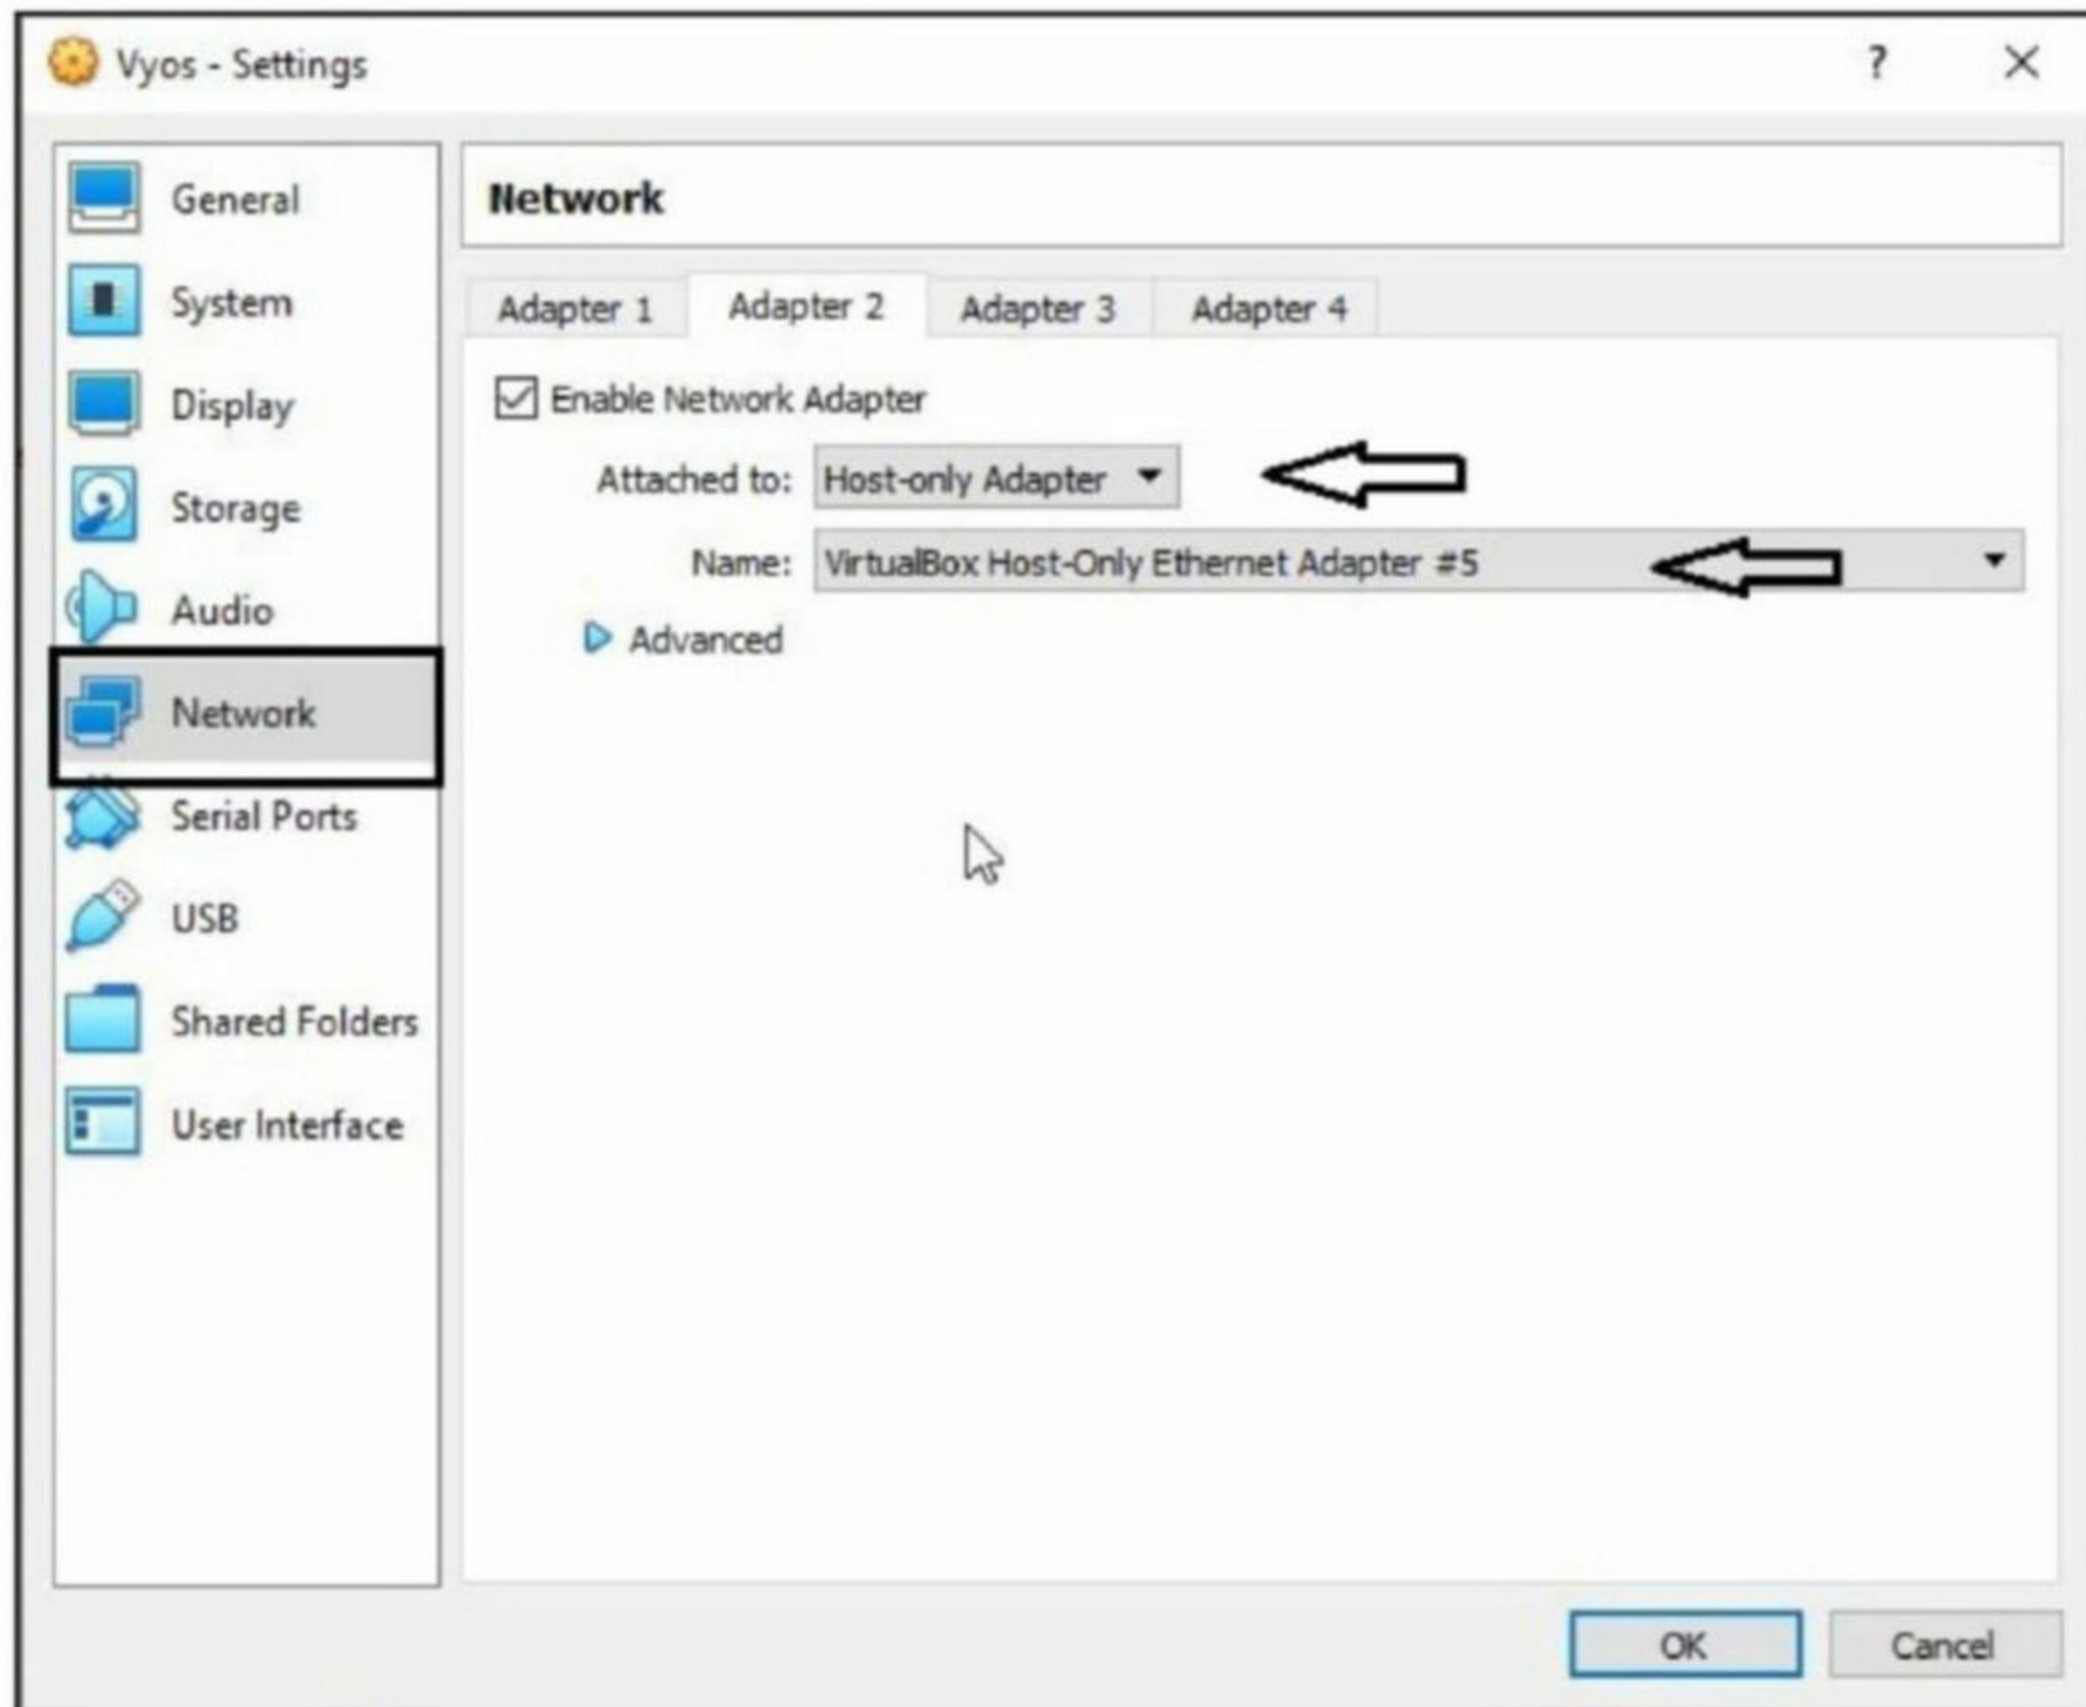 Vyos - Settings
?
General
System
Display
Storage
Audio
Network
Serial Ports
USB
Shared Folders
User Interface
Network
Adapter 1 Adapter 2 Adapter 3 Adapter 4
Enable Network Adapter
Attached to: Host-only Adapter
Name: VirtualBox Host-Only Ethernet Adapter #5
Advanced
OK Cancel